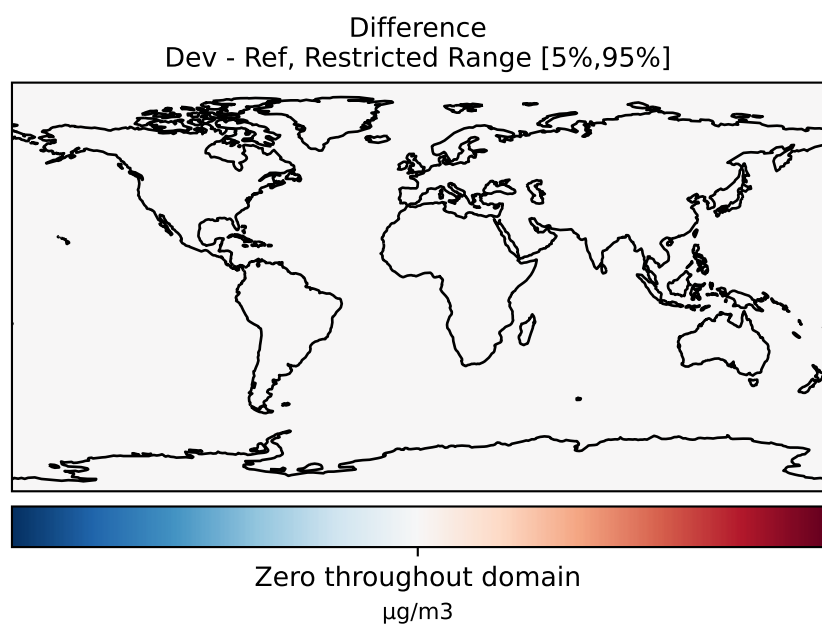 Difference
Dev - Ref, Restricted Range [5%,95%]
Zero throughout domain
μg/m3